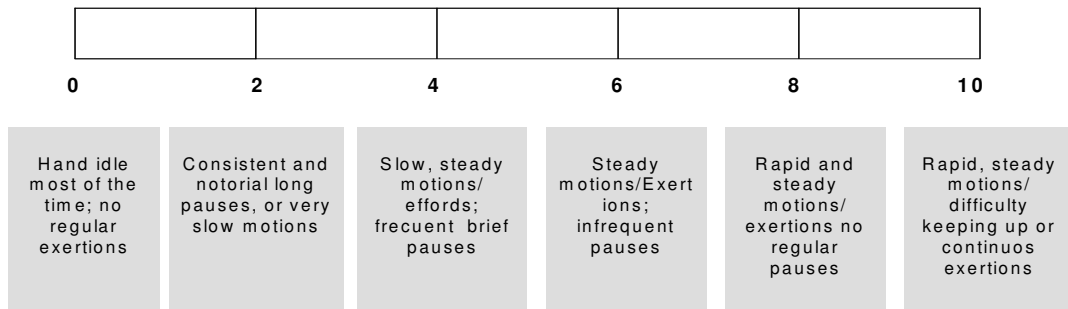 0 2 4 6 8 10
Hand idle
most of the
time; no
regular
exertions
Consistent and
notorial long
pauses, or very
slow motions
Slow, steady
motions/
effords;
frecuent brief
pauses
Steady
motions/Exert
ions;
infrequent
pauses
Rapid and
steady
motions/
exertions no
regular
pauses
Rapid, steady
motions/
difficulty
keeping up or
continuos
exertions